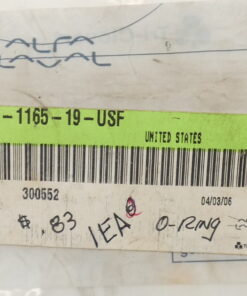 ALFA
LAVAL
-1165-19-USF
UNITED STATES
300552
04/03/06
$ .83 1EA O-RING